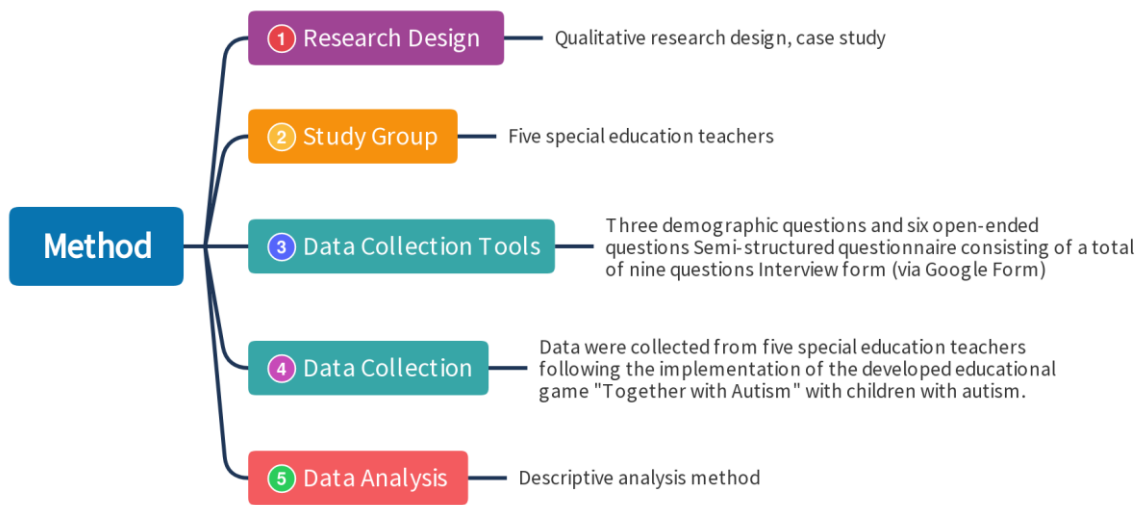 Method
1 Research Design
Qualitative research design, case study
2 Study Group
Five special education teachers
3 Data Collection Tools
Three demographic questions and six open-ended
questions Semi-structured questionnaire consisting of a total
of nine questions Interview form (via Google Form)
4 Data Collection
Data were collected from five special education teachers
following the implementation of the developed educational
game "Together with Autism" with children with autism.
5 Data Analysis
Descriptive analysis method